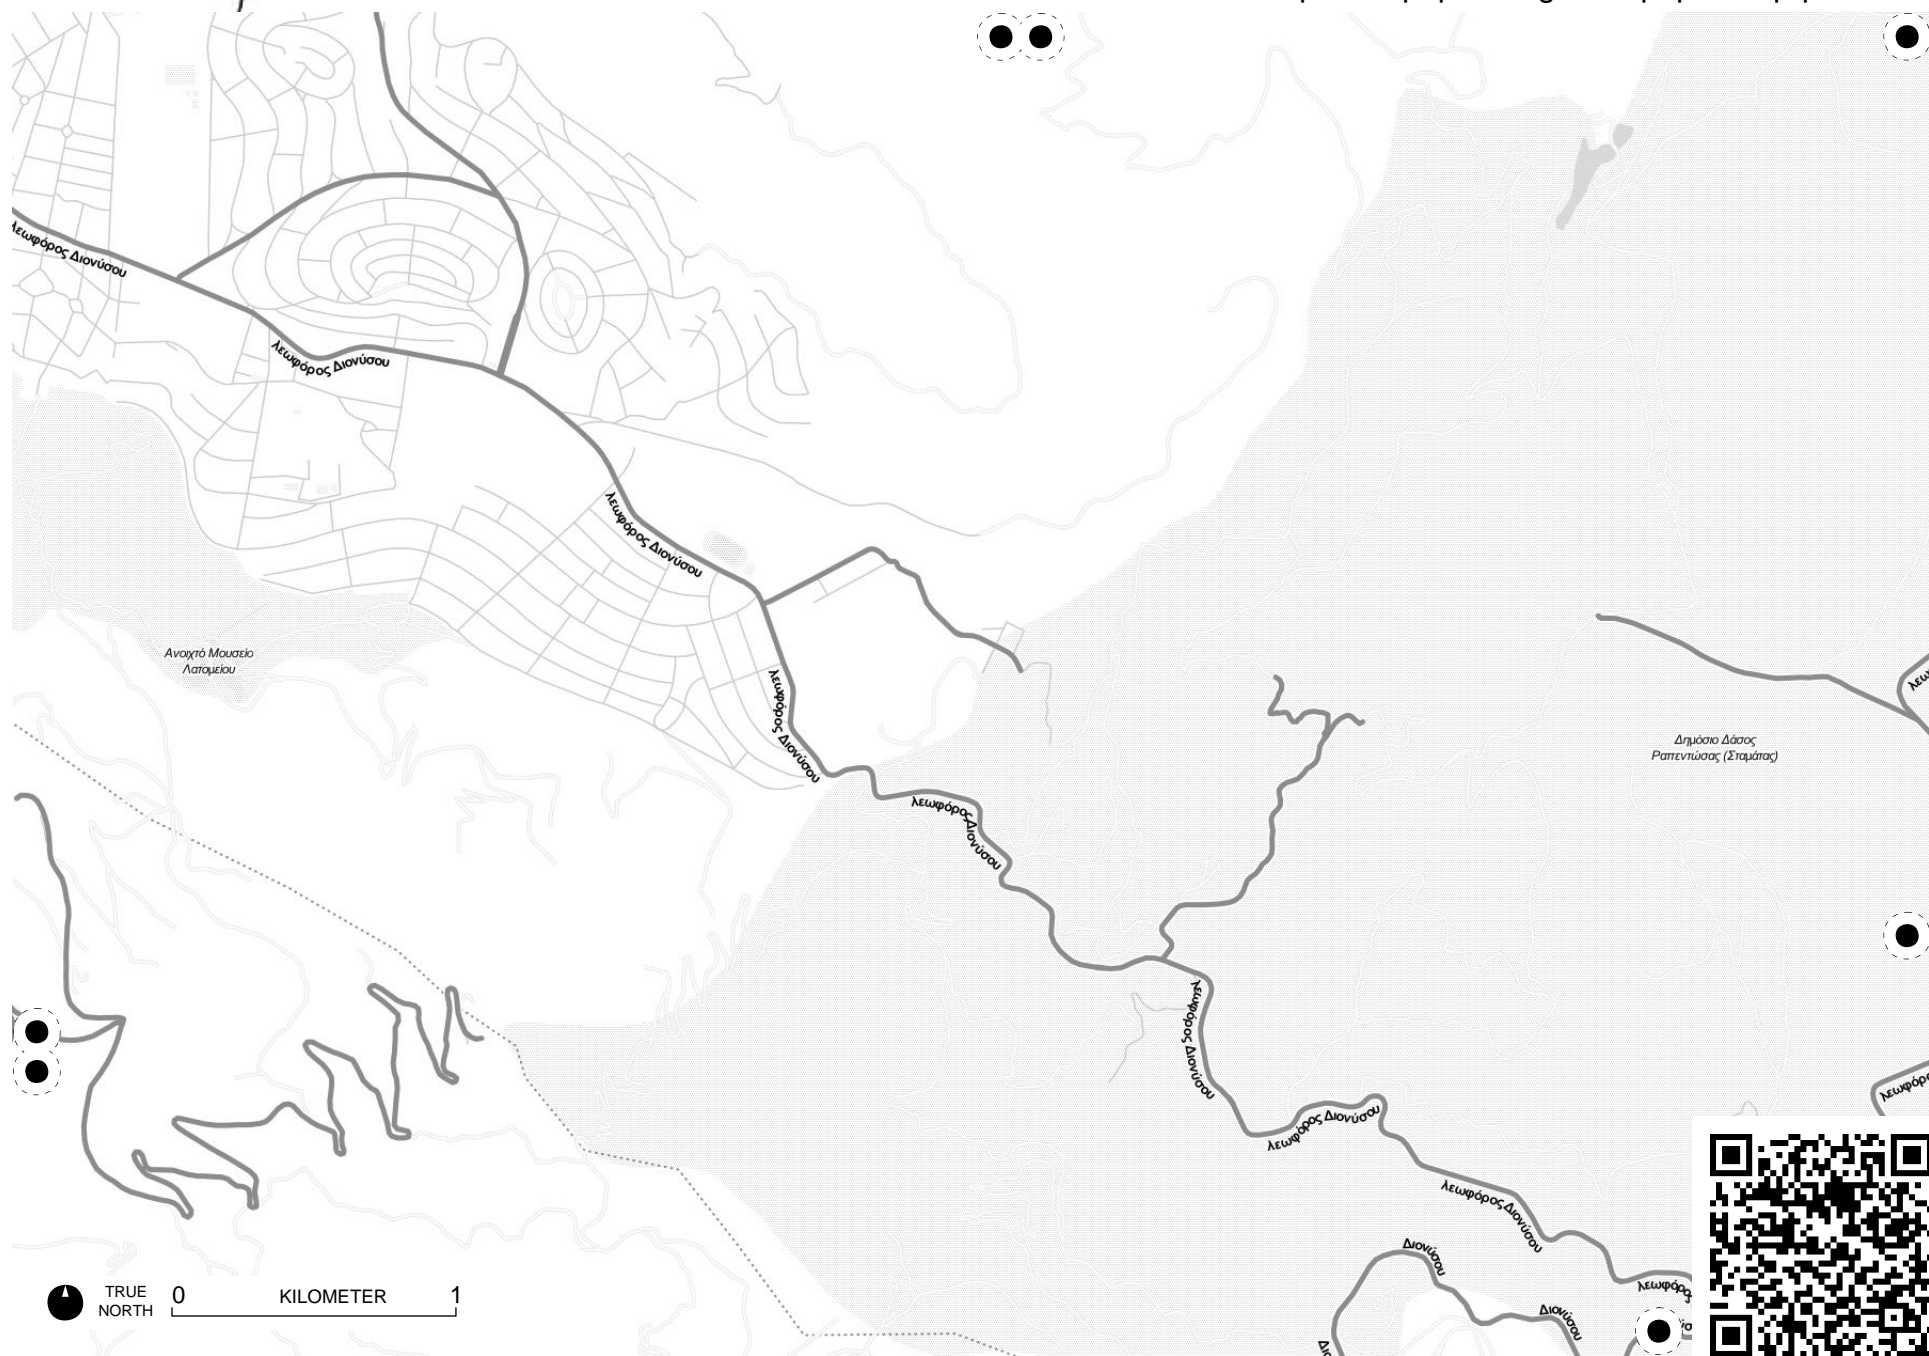 λεωφόρος Διονύσου
λεωφόρος Διονύσου
λεωφόρος Διονύσου
Ανοιχτό Μουσείο
Λατομείου
λεωφόρος Διονύσου
Δημόσιο Δάσος
Ραπεντώσας (Σταμάτας)
λεωφόρος Διονύσου
λεωφόρος Διονύσου
λεωφόρος Διονύσου
λεωφόρος Διονύσου
Διονύσου
λεωφόρος
Διονύσου
TRUE
NORTH
0 KILOMETER 1